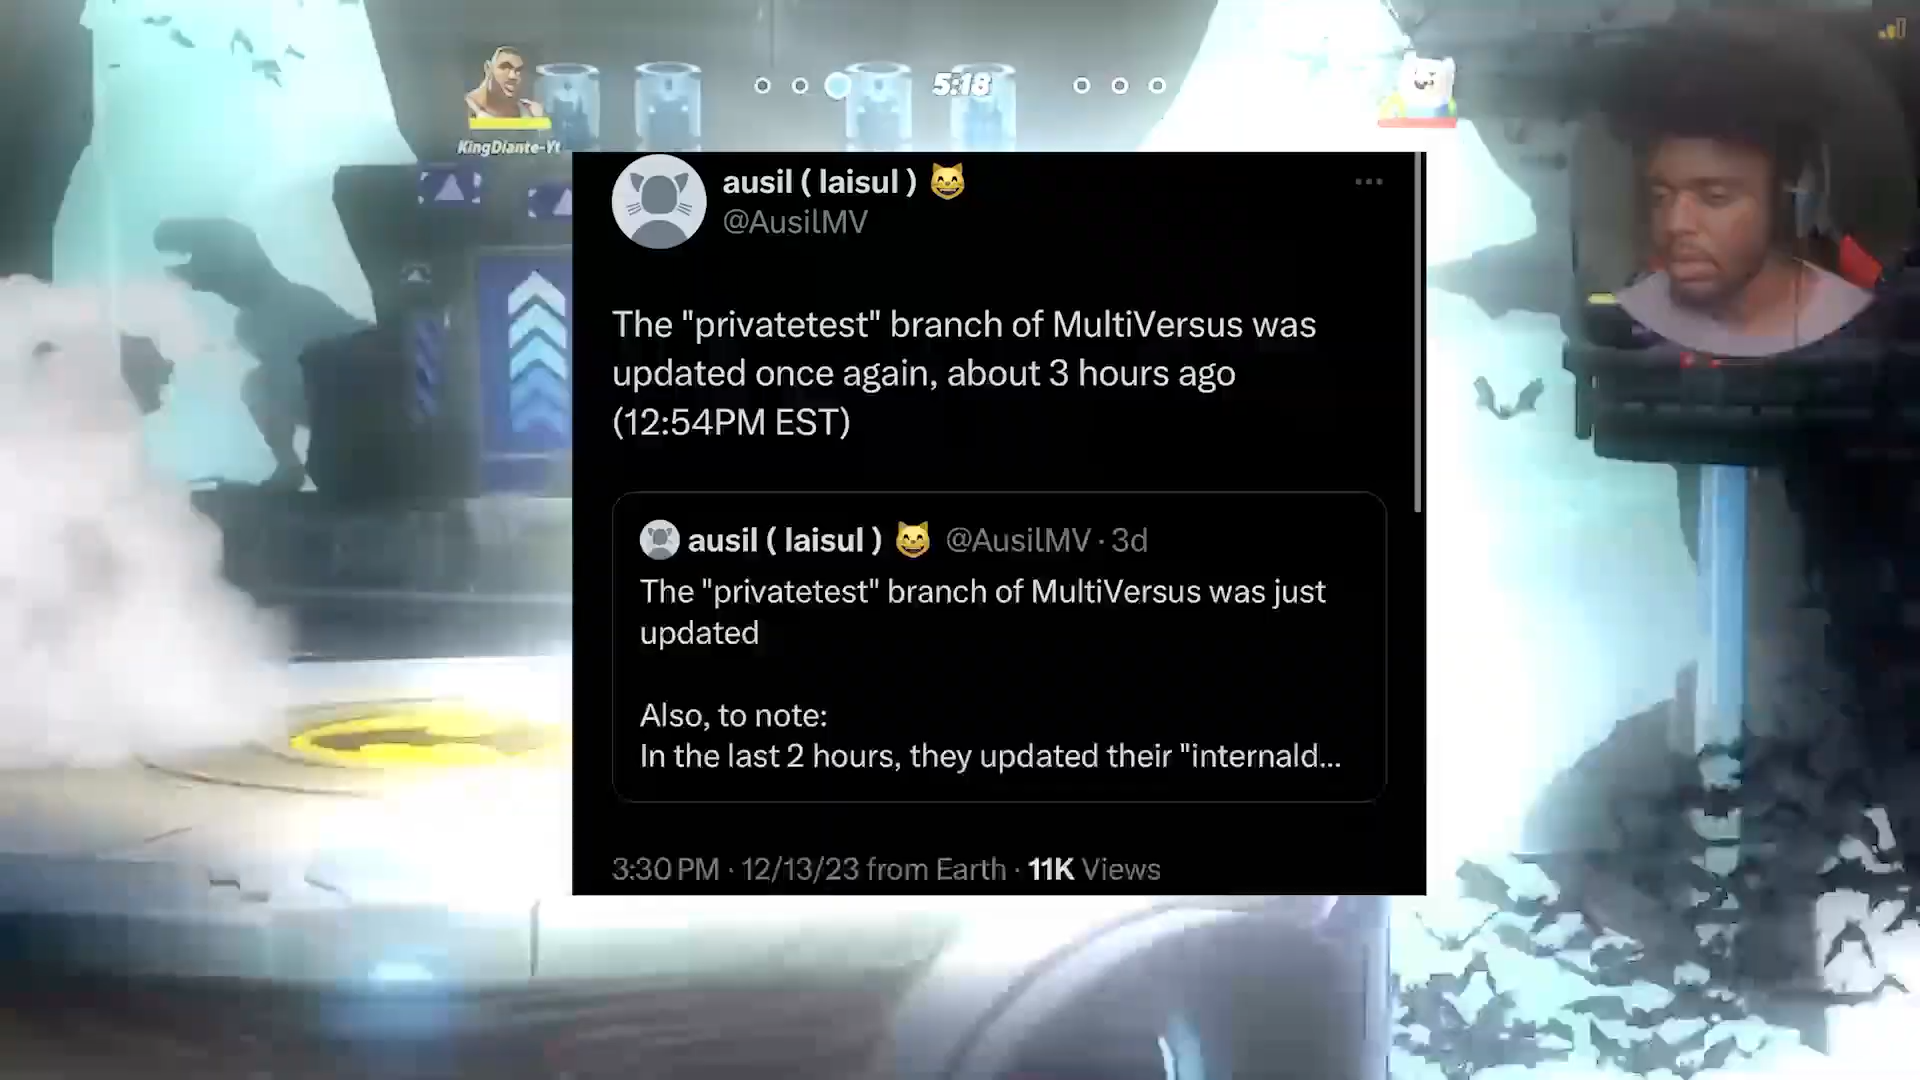 5:18
KingDiante-Yt
ausil ( laisul ) 😸
@AusilMV
The "privatetest" branch of MultiVersus was
updated once again, about 3 hours ago
(12:54PM EST)
ausil ( laisul ) 😸 @AusilMV · 3d
The "privatetest" branch of MultiVersus was just
updated
Also, to note:
In the last 2 hours, they updated their "internald...
3:30 PM · 12/13/23 from Earth · 11K Views